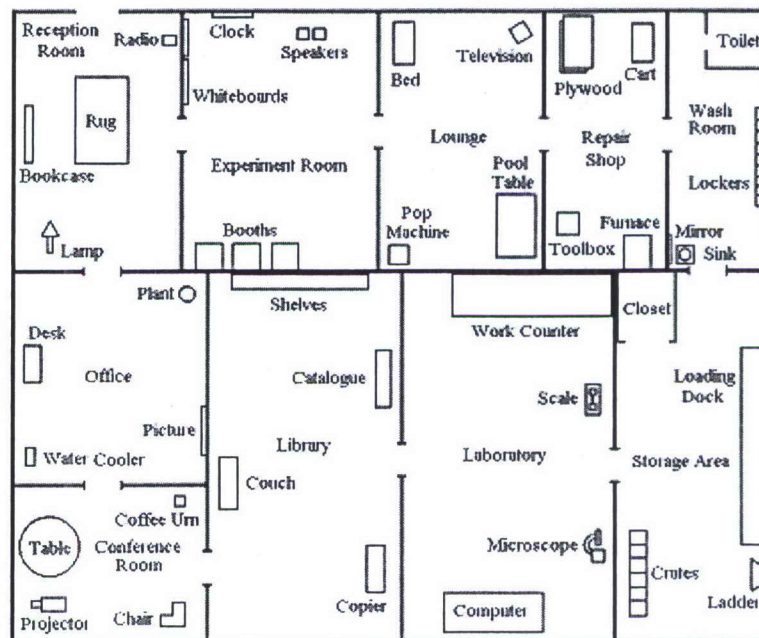 Reception
Room
Radio
Rug
Bookcase
Lamp
Clock
Speakers
Whiteboards
Experiment Room
Booths
Bed
Television
Lounge
Pool
Table
Pop
Machine
Plywood
Cart
Repair
Shop
Toolbox
Furnace
Toilet
Wash
Room
Lockers
Mirror
Sink
Plant
Desk
Office
Picture
Water Cooler
Shelves
Catalogue
Library
Couch
Copier
Work Counter
Scale
Laboratory
Microscope
Computer
Closet
Loading
Dock
Storage Area
Crates
Ladder
Coffee Urn
Table
Conference
Room
Projector
Chair